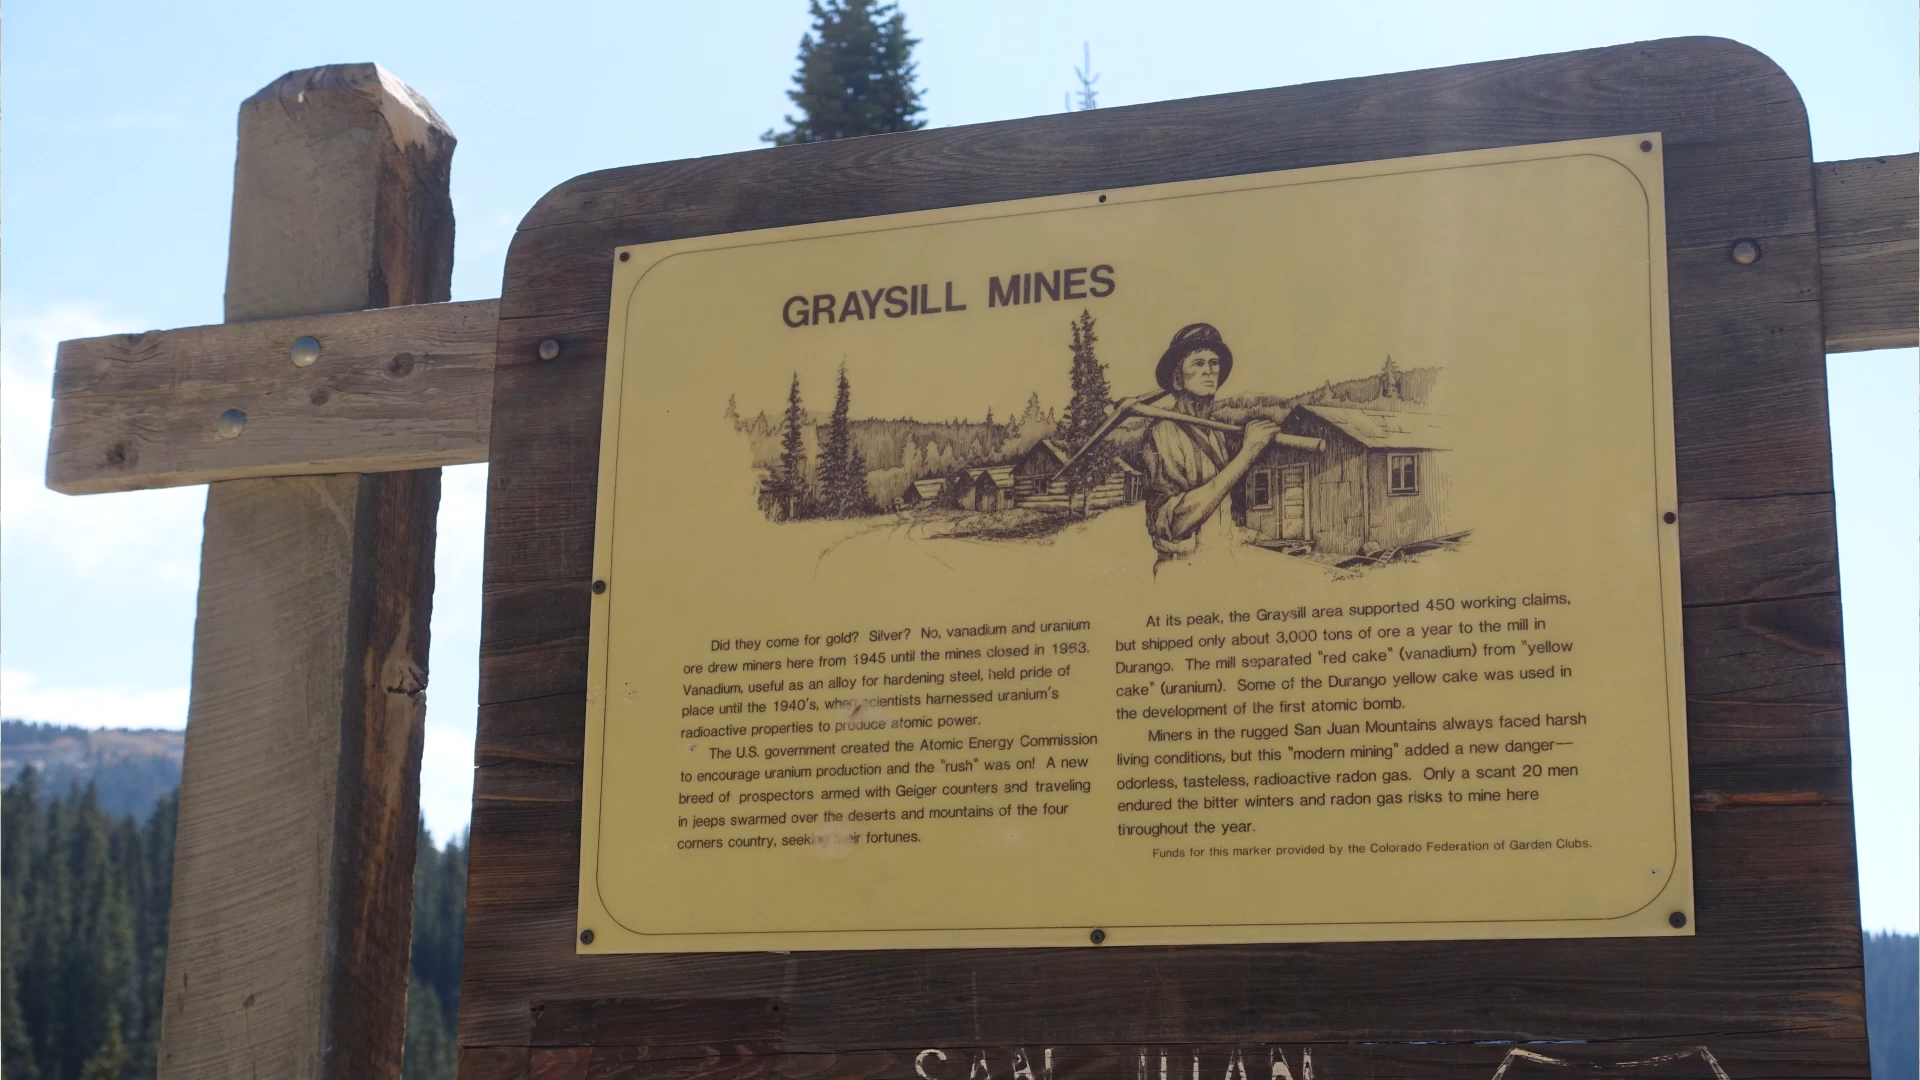 GRAYSILL MINES
Did they come for gold? Silver? No, vanadium and uranium
ore drew miners here from 1945 until the mines closed in 1963.
Vanadium, useful as an alloy for hardening steel, held pride of
place until the 1940's, when scientists harnessed uranium's
radioactive properties to produce atomic power.
The U.S. government created the Atomic Energy Commission
to encourage uranium production and the "rush" was on! A new
breed of prospectors armed with Geiger counters and traveling
in jeeps swarmed over the deserts and mountains of the four
corners country, seeking their fortunes.
At its peak, the Graysill area supported 450 working claims,
but shipped only about 3,000 tons of ore a year to the mill in
Durango. The mill separated "red cake" (vanadium) from "yellow
cake" (uranium). Some of the Durango yellow cake was used in
the development of the first atomic bomb.
Miners in the rugged San Juan Mountains always faced harsh
living conditions, but this "modern mining" added a new danger—
odorless, tasteless, radioactive radon gas. Only a scant 20 men
endured the bitter winters and radon gas risks to mine here
throughout the year.
Funds for this marker provided by the Colorado Federation of Garden Clubs.
SAN JUAN